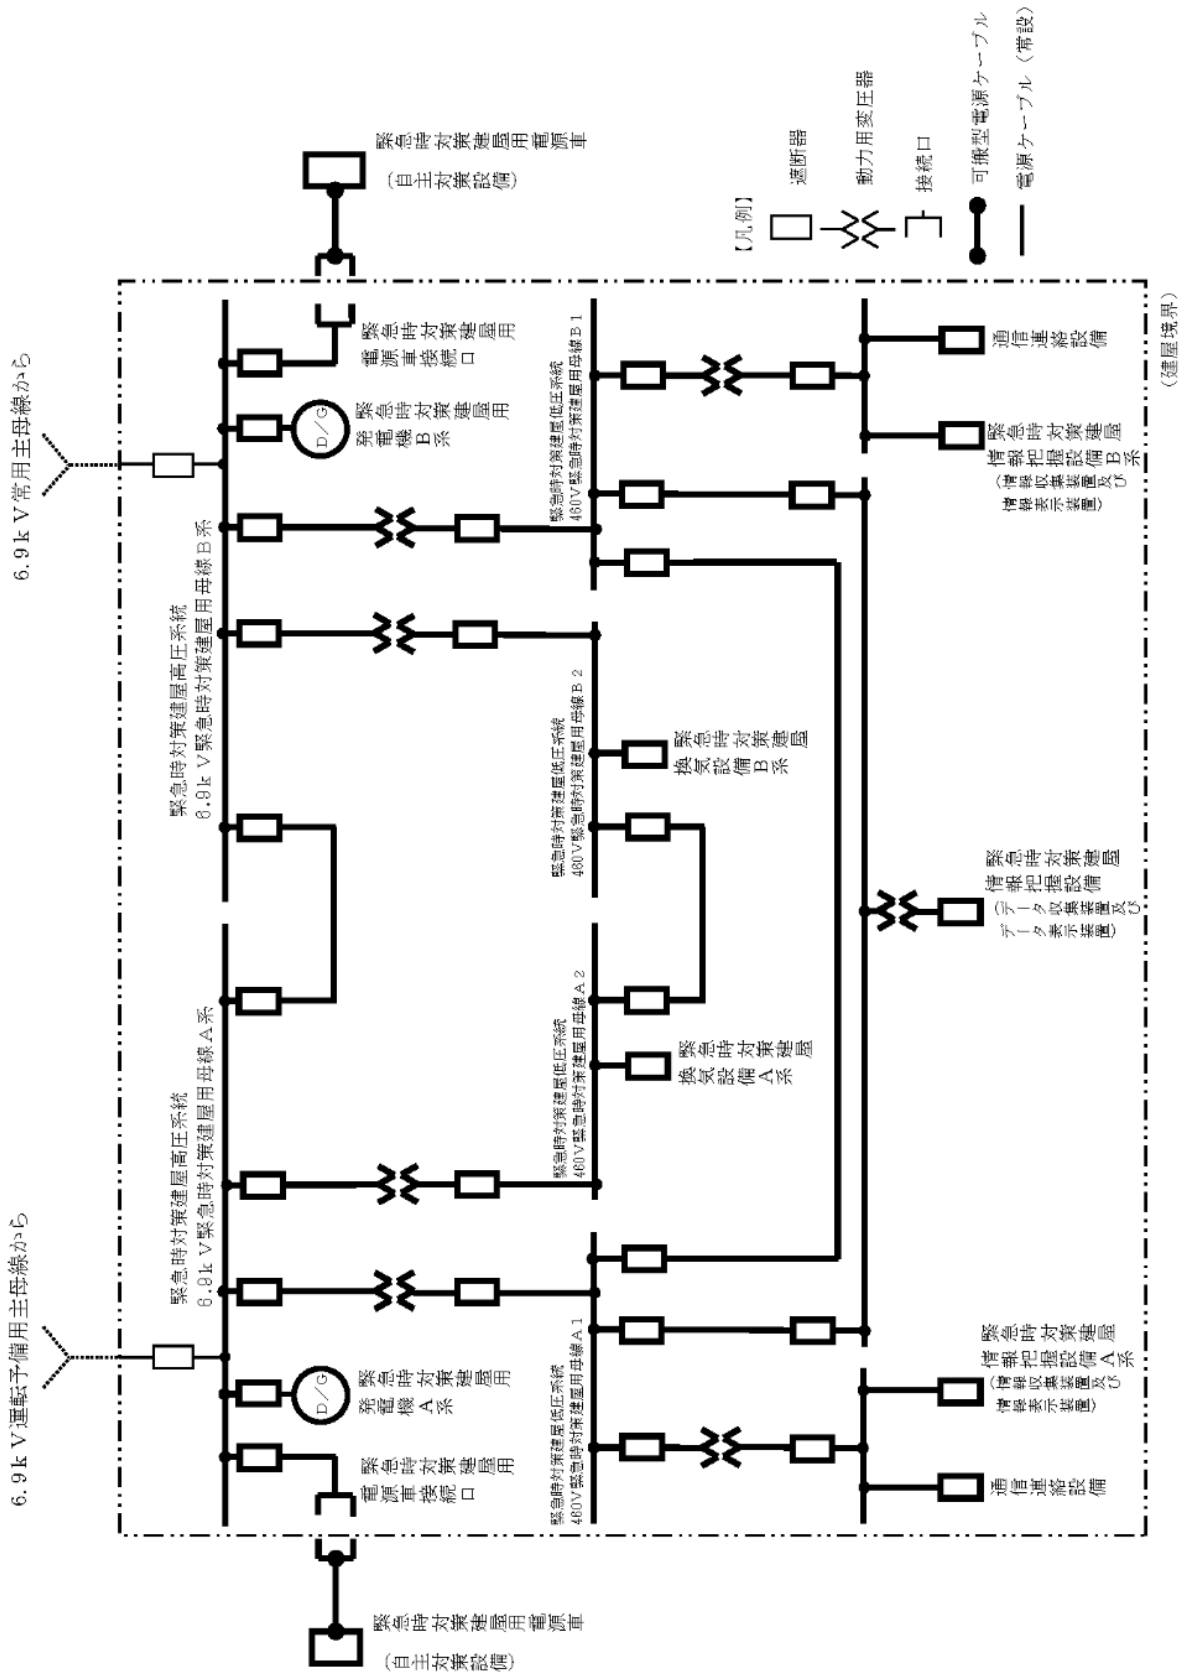 6.9kV運転予備用主母線から
6.9kV常用主母線から
緊急時対策建屋高圧系統
6.9kV緊急時対策建屋用母線A系
緊急時対策建屋高圧系統
6.9kV緊急時対策建屋用母線B系
緊急時対策建屋用電源車
(自主対策設備)
緊急時対策建屋用
電源車接続口
D/G
緊急時対策建屋用
発電機A系
D/G
緊急時対策建屋用
発電機B系
緊急時対策建屋用
電源車接続口
緊急時対策建屋用電源車
(自主対策設備)
緊急時対策建屋低圧系統
460V緊急時対策建屋用母線A1
緊急時対策建屋低圧系統
460V緊急時対策建屋用母線A2
緊急時対策建屋低圧系統
460V緊急時対策建屋用母線B2
緊急時対策建屋低圧系統
460V緊急時対策建屋用母線B1
緊急時対策建屋
換気設備A系
緊急時対策建屋
換気設備B系
通信連絡設備
緊急時対策建屋
情報把握設備A系
(情報収集装置及び
情報表示装置)
緊急時対策建屋
情報把握設備
(データ収集装置及び
データ表示装置)
緊急時対策建屋
情報把握設備B系
(情報収集装置及び
情報表示装置)
通信連絡設備
(建屋境界)
【凡例】
遮断器
動力用変圧器
接続口
可搬型電源ケーブル
電源ケーブル(常設)